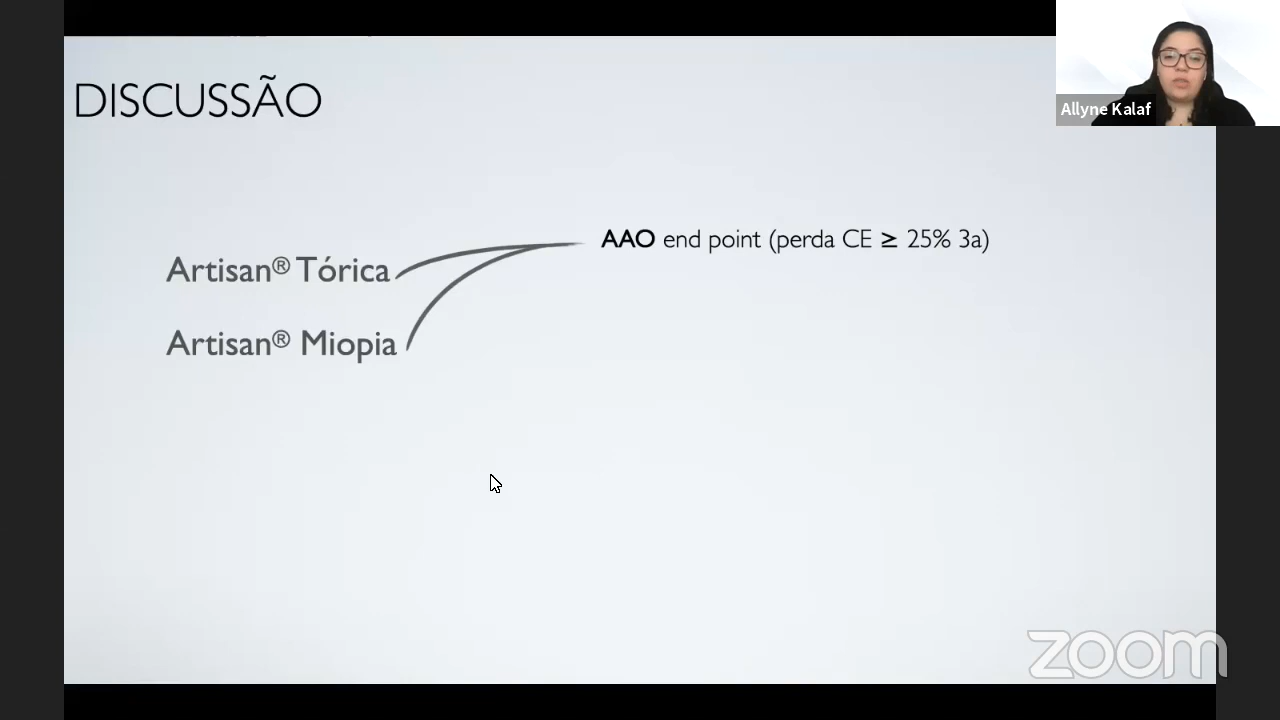 DISCUSSÃO
Allyne Kalaf
AAO end point (perda CE ≥ 25% 3a)
Artisan® Tórica
Artisan® Miopia
zoom